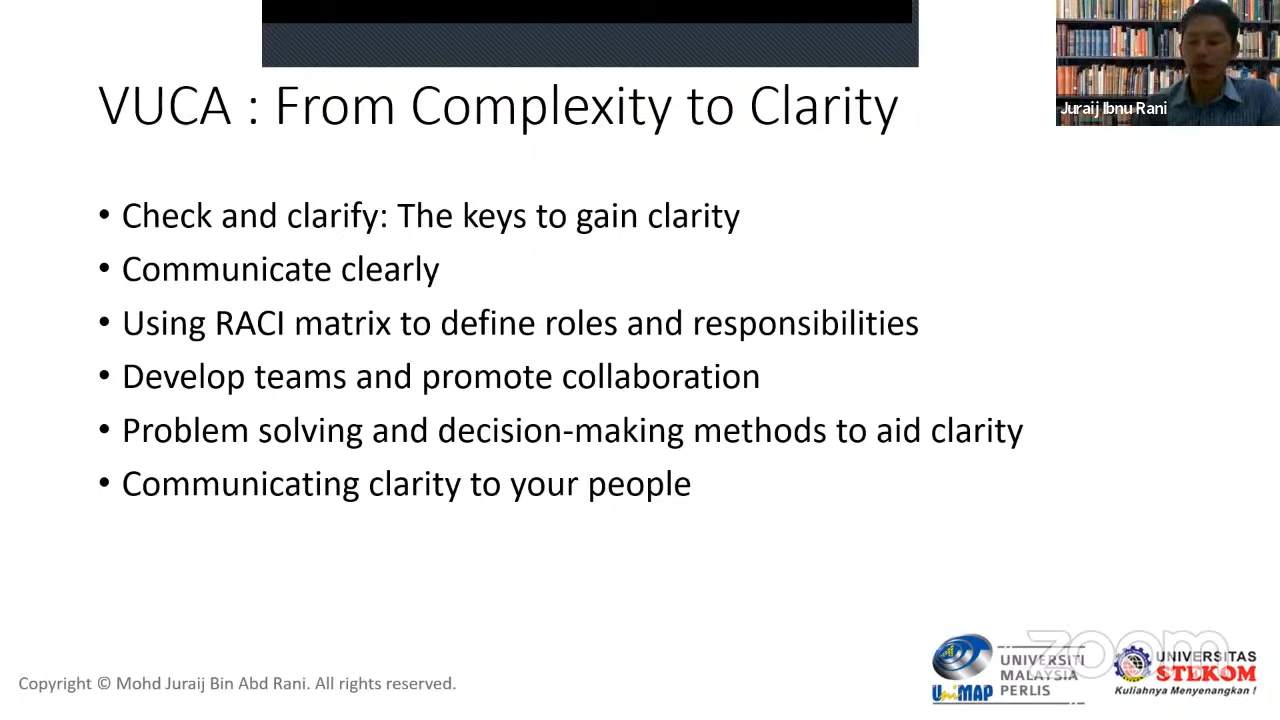 VUCA : From Complexity to Clarity
Juraij Ibnu Rani
• Check and clarify: The keys to gain clarity
• Communicate clearly
• Using RACI matrix to define roles and responsibilities
• Develop teams and promote collaboration
• Problem solving and decision-making methods to aid clarity
• Communicating clarity to your people
Copyright © Mohd Juraij Bin Abd Rani. All rights reserved.
UniMAP
UNIVERSITI
MALAYSIA
PERLIS
zoom
UNIVERSITAS
STEKOM
Kuliahnya Menyenangkan !